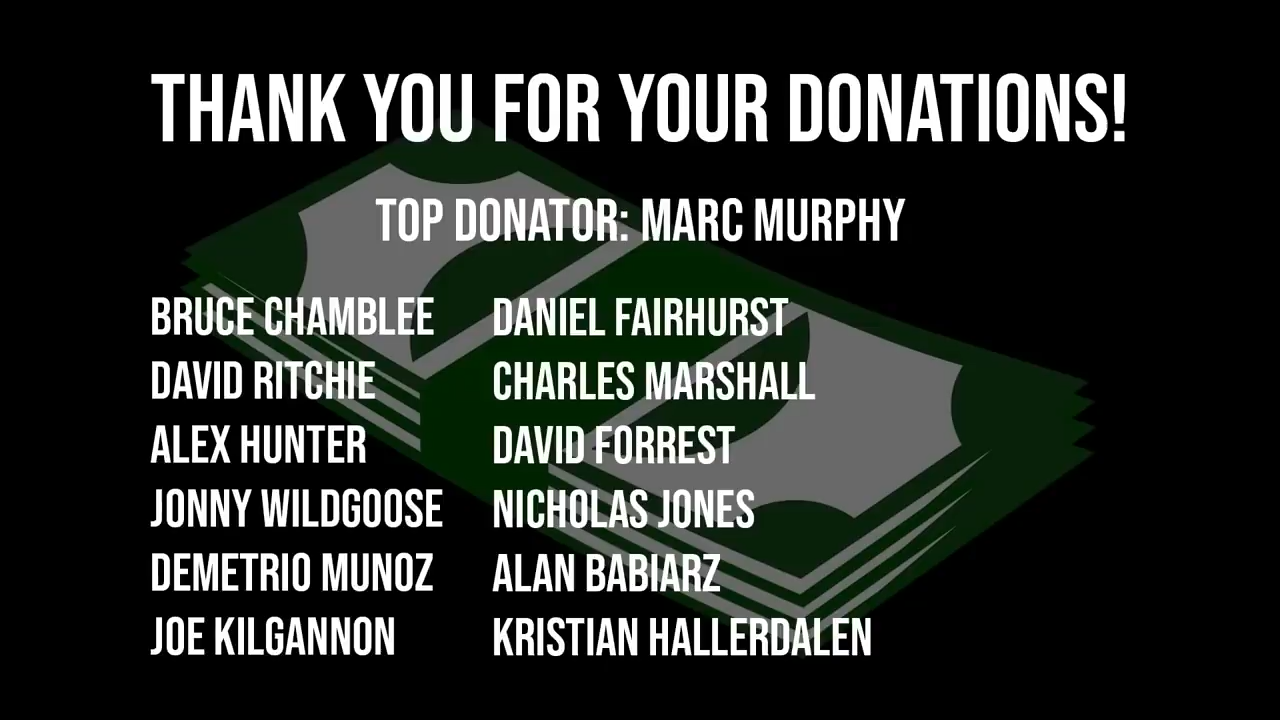 THANK YOU FOR YOUR DONATIONS!
TOP DONATOR: MARC MURPHY
BRUCE CHAMBLEE
DAVID RITCHIE
ALEX HUNTER
JONNY WILDGOOSE
DEMETRIO MUNOZ
JOE KILGANNON
DANIEL FAIRHURST
CHARLES MARSHALL
DAVID FORREST
NICHOLAS JONES
ALAN BABIARZ
KRISTIAN HALLERDALEN